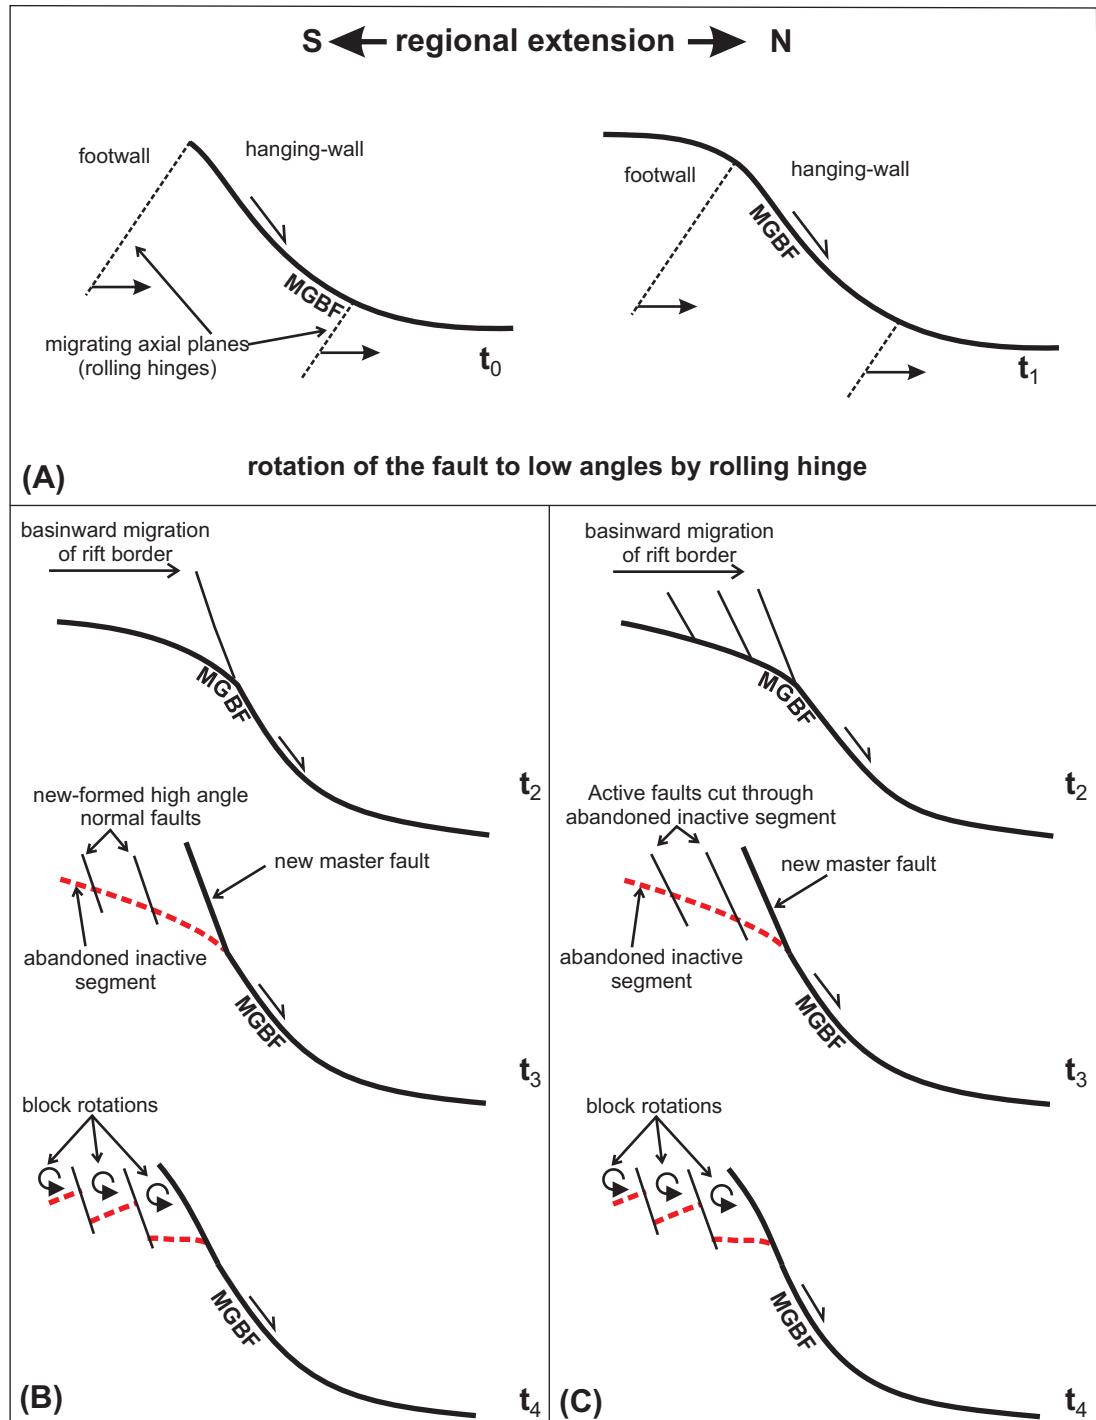 S regional extension N
footwall
hanging-wall
MGBF
migrating axial planes
(rolling hinges)
t0
footwall
hanging-wall
MGBF
t1
(A)
rotation of the fault to low angles by rolling hinge
basinward migration
of rift border
MGBF
t2
new-formed high angle
normal faults
new master fault
abandoned inactive
segment
MGBF
t3
block rotations
MGBF
(B)
t4
basinward migration
of rift border
MGBF
t2
Active faults cut through
abandoned inactive segment
new master fault
abandoned inactive
segment
MGBF
t3
block rotations
MGBF
(C)
t4